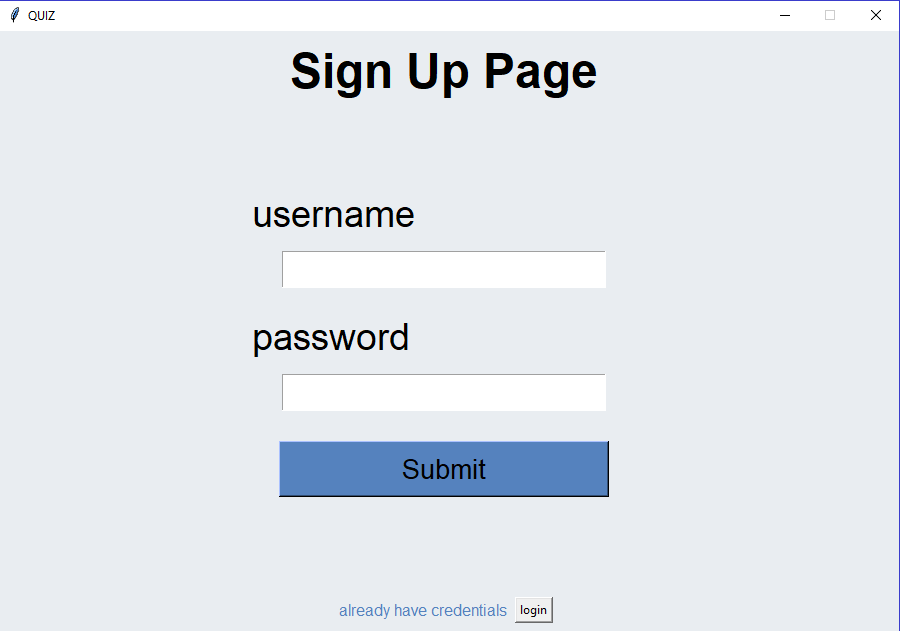 QUIZ
Sign Up Page
username
password
Submit
already have credentials login